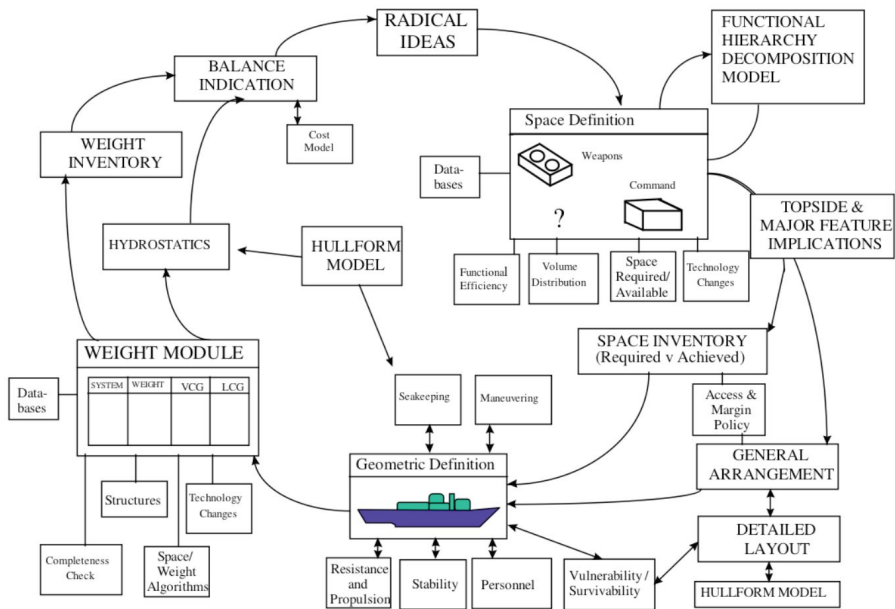 RADICAL
IDEAS
FUNCTIONAL
HIERARCHY
DECOMPOSITION
MODEL
BALANCE
INDICATION
Cost
Model
WEIGHT
INVENTORY
Space Definition
Weapons
Command
?
Data-
bases
Functional
Efficiency
Volume
Distribution
Space
Required/
Available
Technology
Changes
TOPSIDE &
MAJOR FEATURE
IMPLICATIONS
HYDROSTATICS
HULLFORM
MODEL
SPACE INVENTORY
(Required v Achieved)
Access &
Margin
Policy
GENERAL
ARRANGEMENT
DETAILED
LAYOUT
HULLFORM MODEL
WEIGHT MODULE
SYSTEM WEIGHT VCG LCG
Data-
bases
Structures
Technology
Changes
Completeness
Check
Space/
Weight
Algorithms
Seakeeping
Maneuvering
Geometric Definition
Resistance
and
Propulsion
Stability
Personnel
Vulnerability /
Survivability